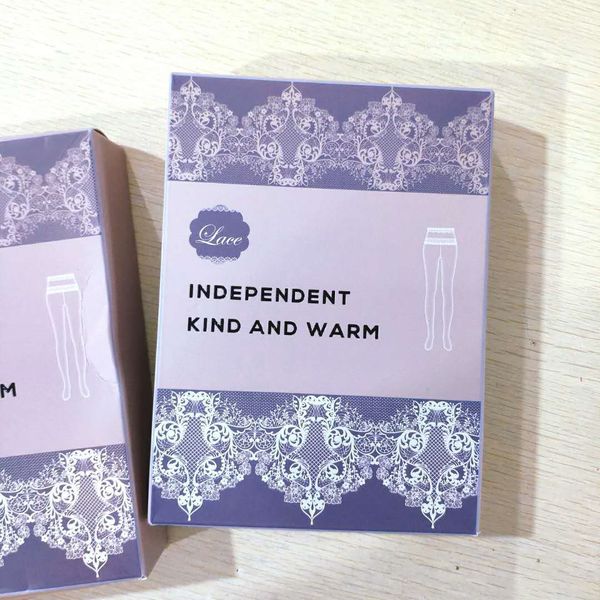 Lace
INDEPENDENT
KIND AND WARM
M